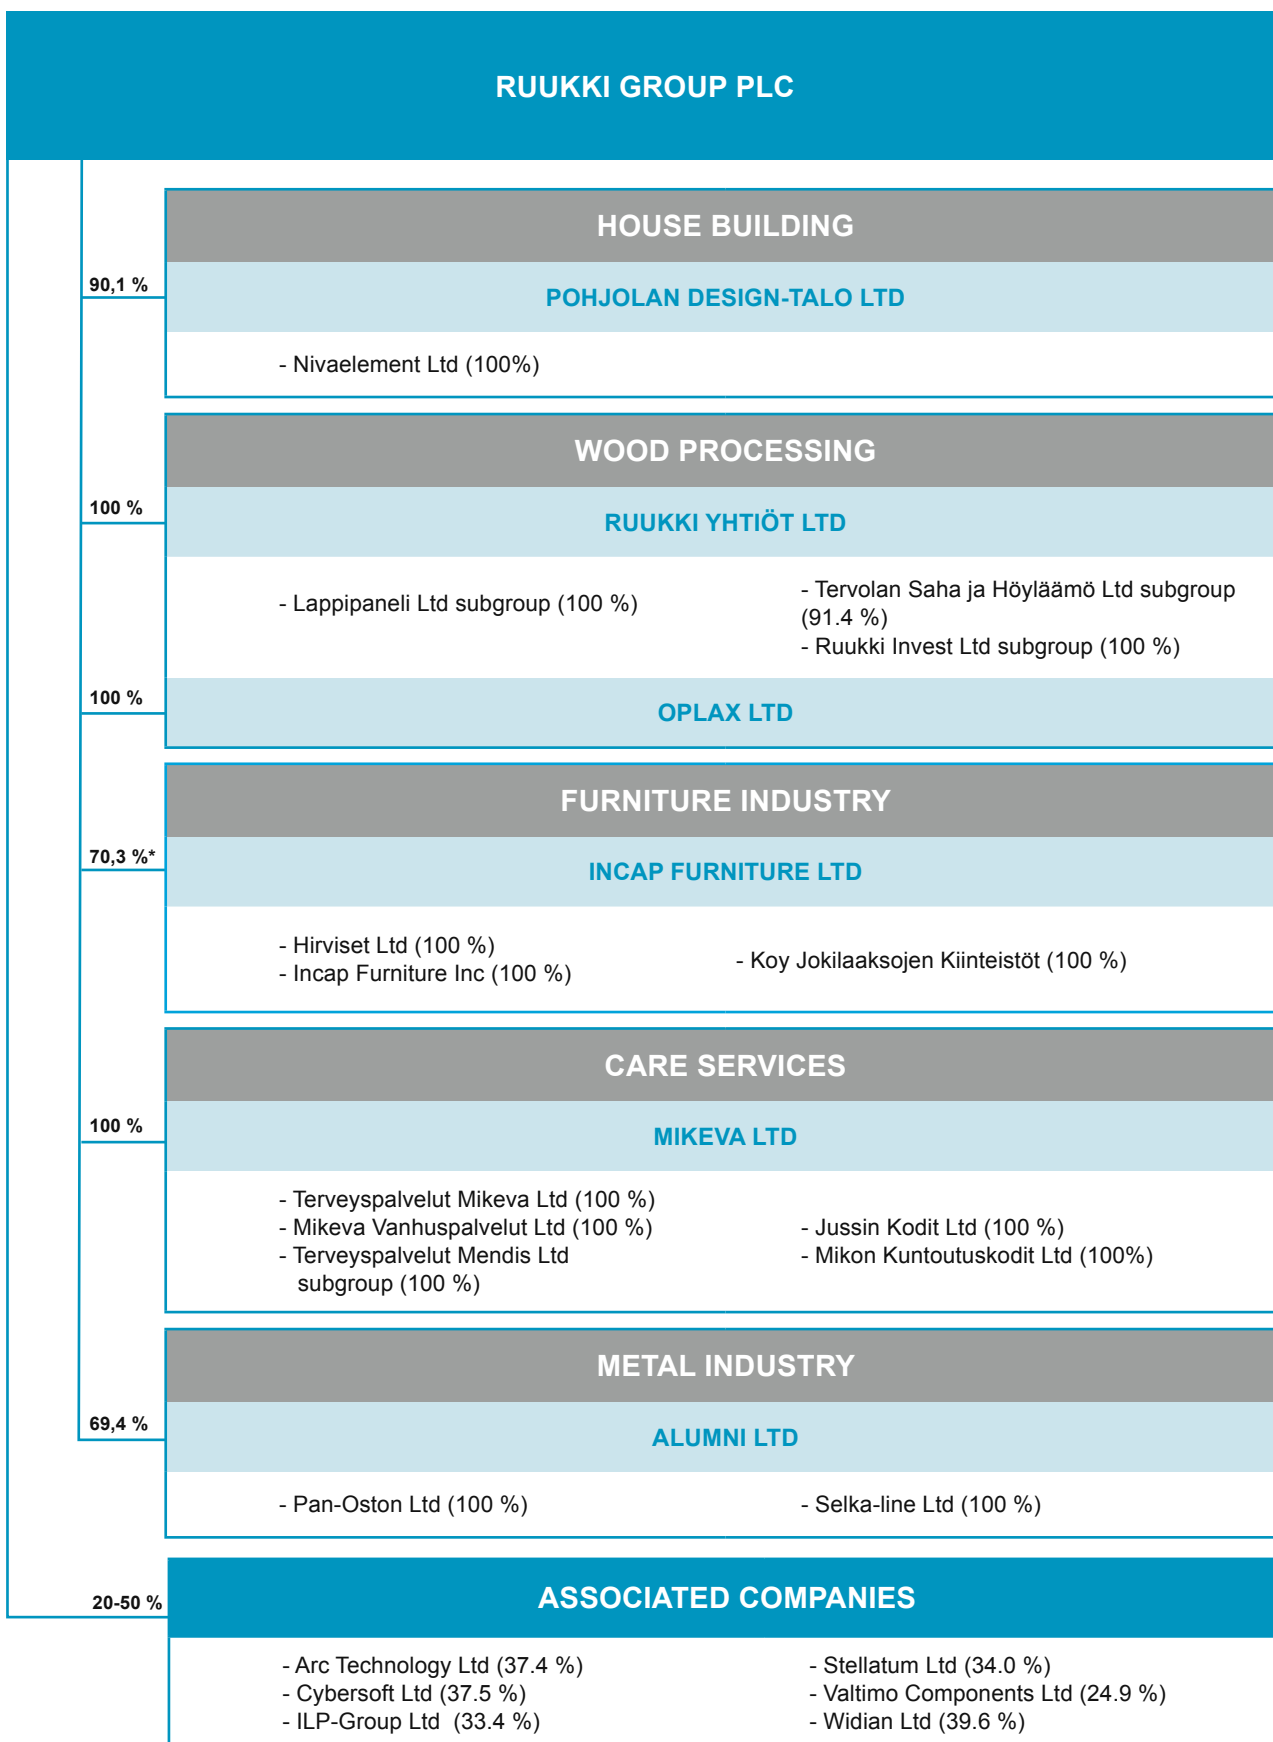 RUUKKI GROUP PLC
HOUSE BUILDING
90,1 %
POHJOLAN DESIGN-TALO LTD
- Nivaelement Ltd (100%)
WOOD PROCESSING
100 %
RUUKKI YHTIÖT LTD
- Lappipaneli Ltd subgroup (100 %)
- Tervolan Saha ja Höyläämö Ltd subgroup
(91.4 %)
- Ruukki Invest Ltd subgroup (100 %)
100 %
OPLAX LTD
FURNITURE INDUSTRY
70,3 %*
INCAP FURNITURE LTD
- Hirviset Ltd (100 %)
- Incap Furniture Inc (100 %)
- Koy Jokilaaksojen Kiinteistöt (100 %)
CARE SERVICES
100 %
MIKEVA LTD
- Terveyspalvelut Mikeva Ltd (100 %)
- Mikeva Vanhuspalvelut Ltd (100 %)
- Terveyspalvelut Mendis Ltd
subgroup (100 %)
- Jussin Kodit Ltd (100 %)
- Mikon Kuntoutuskodit Ltd (100%)
METAL INDUSTRY
69,4 %
ALUMNI LTD
- Pan-Oston Ltd (100 %)
- Selka-line Ltd (100 %)
20-50 %
ASSOCIATED COMPANIES
- Arc Technology Ltd (37.4 %)
- Cybersoft Ltd (37.5 %)
- ILP-Group Ltd (33.4 %)
- Stellatum Ltd (34.0 %)
- Valtimo Components Ltd (24.9 %)
- Widian Ltd (39.6 %)